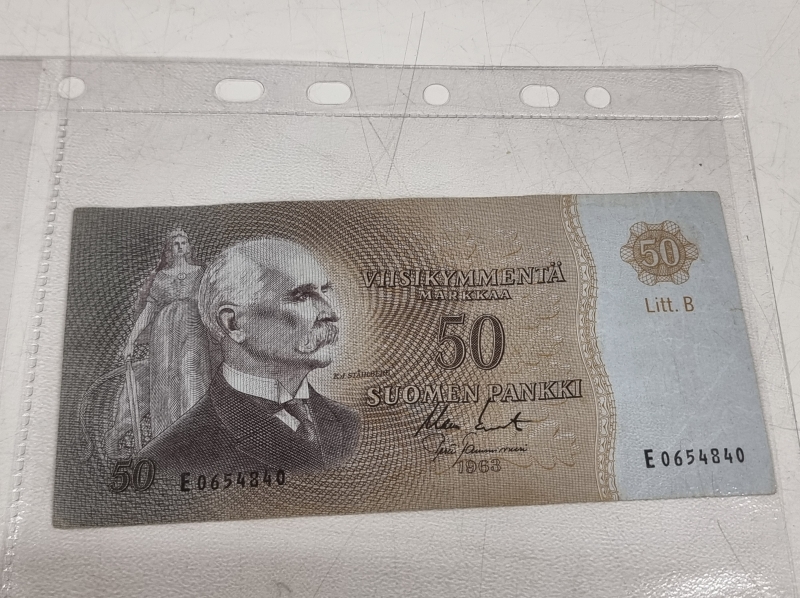 VIISIKYMMENTÄ
MARKKAA
50
SUOMEN PANKKI
1963
50
E0654840
50
Litt. B
E0654840